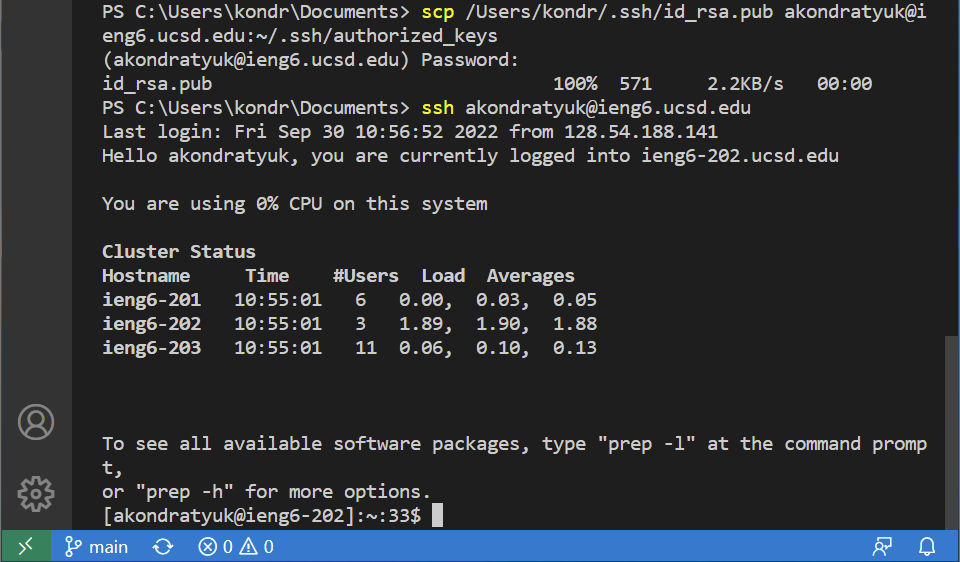 PS C:\Users\kondr\Documents> scp /Users/kondr/.ssh/id_rsa.pub akondratyuk@i
eng6.ucsd.edu:~/.ssh/authorized_keys
(akondratyuk@ieng6.ucsd.edu) Password:
id_rsa.pub                               100%  571     2.2KB/s   00:00
PS C:\Users\kondr\Documents> ssh akondratyuk@ieng6.ucsd.edu
Last login: Fri Sep 30 10:56:52 2022 from 128.54.188.141
Hello akondratyuk, you are currently logged into ieng6-202.ucsd.edu
You are using 0% CPU on this system
Cluster Status
Hostname     Time    #Users  Load  Averages
ieng6-201   10:55:01   6   0.00,  0.03,  0.05
ieng6-202   10:55:01   3   1.89,  1.90,  1.88
ieng6-203   10:55:01   11  0.06,  0.10,  0.13
To see all available software packages, type "prep -l" at the command promp
t,
or "prep -h" for more options.
[akondratyuk@ieng6-202]:~:33$
main 0 0